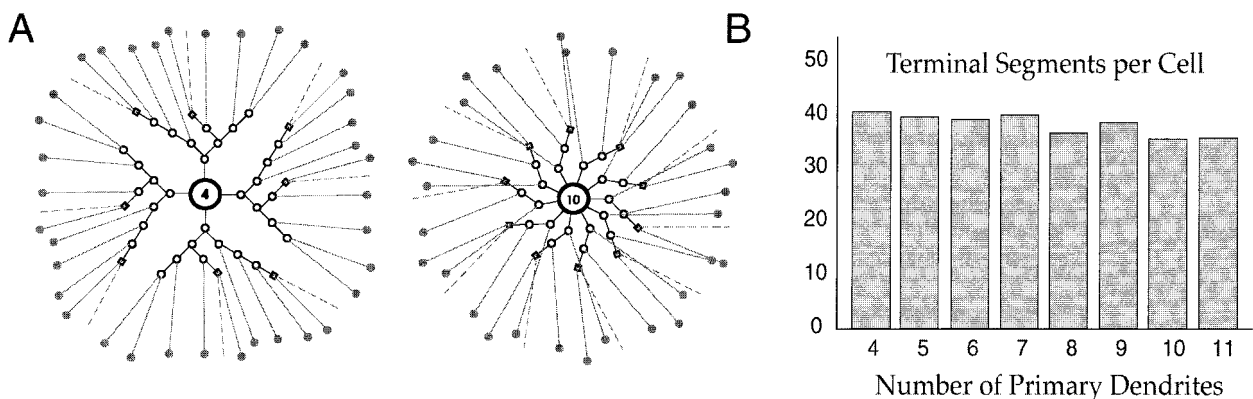 A
4
10
B
Terminal Segments per Cell
50
40
30
20
10
0
4 5 6 7 8 9 10 11
Number of Primary Dendrites